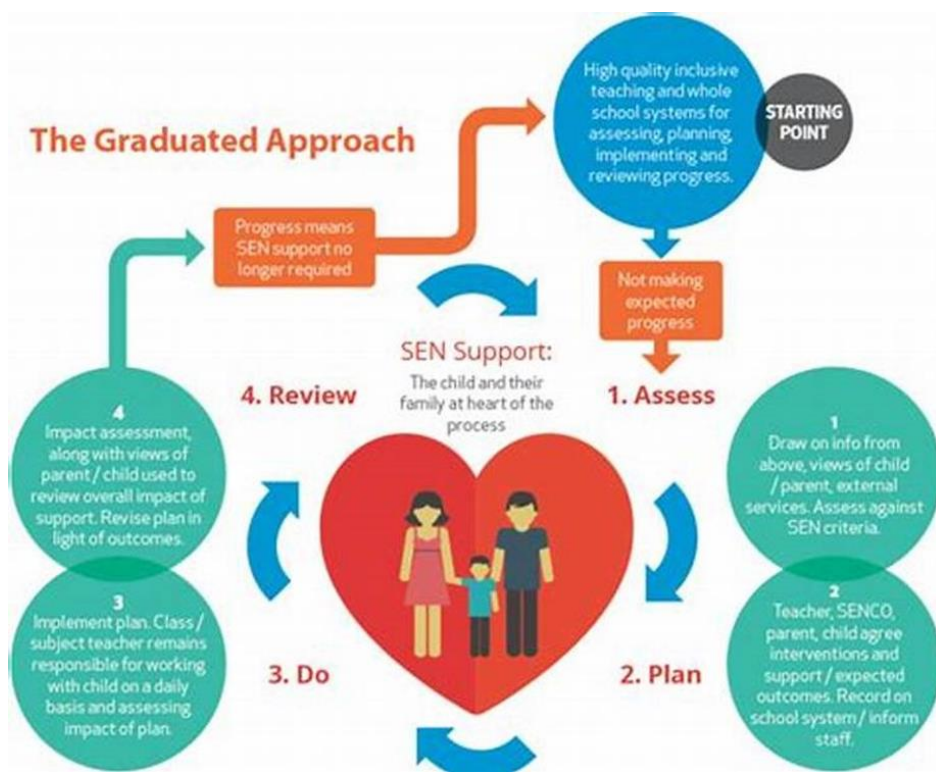 The Graduated Approach
High quality inclusive
teaching and whole
school systems for
assessing, planning,
implementing and
reviewing progress.
STARTING
POINT
Progress means
SEN support no
longer required
Not making
expected
progress
SEN Support:
The child and their
family at heart of the
process
4. Review
1. Assess
4
Impact assessment,
along with views of
parent / child used to
review overall impact of
support. Revise plan in
light of outcomes.
1
Draw on info from
above, views of child
/ parent, external
services. Assess against
SEN criteria.
3
Implement plan. Class /
subject teacher remains
responsible for working
with child on a daily
basis and assessing
impact of plan.
3. Do
2. Plan
2
Teacher, SENCO,
parent, child agree
interventions and
support / expected
outcomes. Record on
school system / inform
staff.